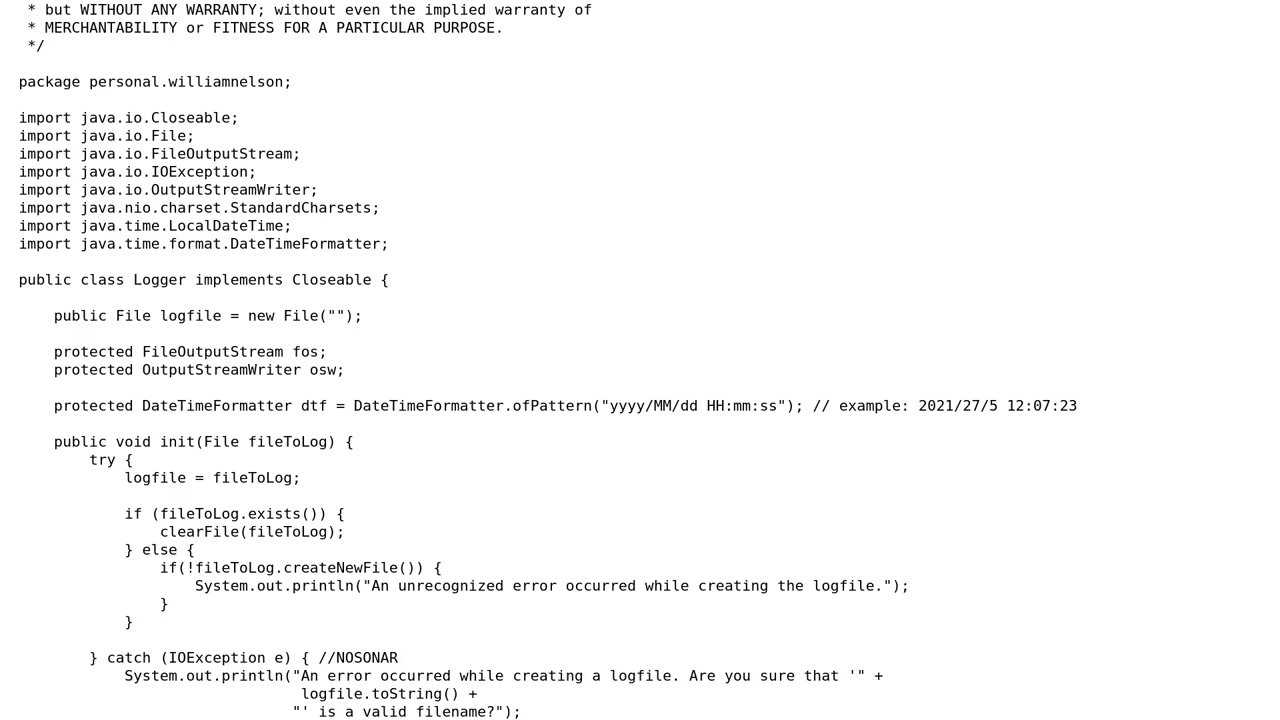 * but WITHOUT ANY WARRANTY; without even the implied warranty of
 * MERCHANTABILITY or FITNESS FOR A PARTICULAR PURPOSE.
 */

package personal.williamnelson;

import java.io.Closeable;
import java.io.File;
import java.io.FileOutputStream;
import java.io.IOException;
import java.io.OutputStreamWriter;
import java.nio.charset.StandardCharsets;
import java.time.LocalDateTime;
import java.time.format.DateTimeFormatter;

public class Logger implements Closeable {

    public File logfile = new File("");

    protected FileOutputStream fos;
    protected OutputStreamWriter osw;

    protected DateTimeFormatter dtf = DateTimeFormatter.ofPattern("yyyy/MM/dd HH:mm:ss"); // example: 2021/27/5 12:07:23

    public void init(File fileToLog) {
        try {
            logfile = fileToLog;

            if (fileToLog.exists()) {
                clearFile(fileToLog);
            } else {
                if(!fileToLog.createNewFile()) {
                    System.out.println("An unrecognized error occurred while creating the logfile.");
                }
            }

        } catch (IOException e) { //NOSONAR
            System.out.println("An error occurred while creating a logfile. Are you sure that '" +
                                logfile.toString() +
                               "' is a valid filename?");